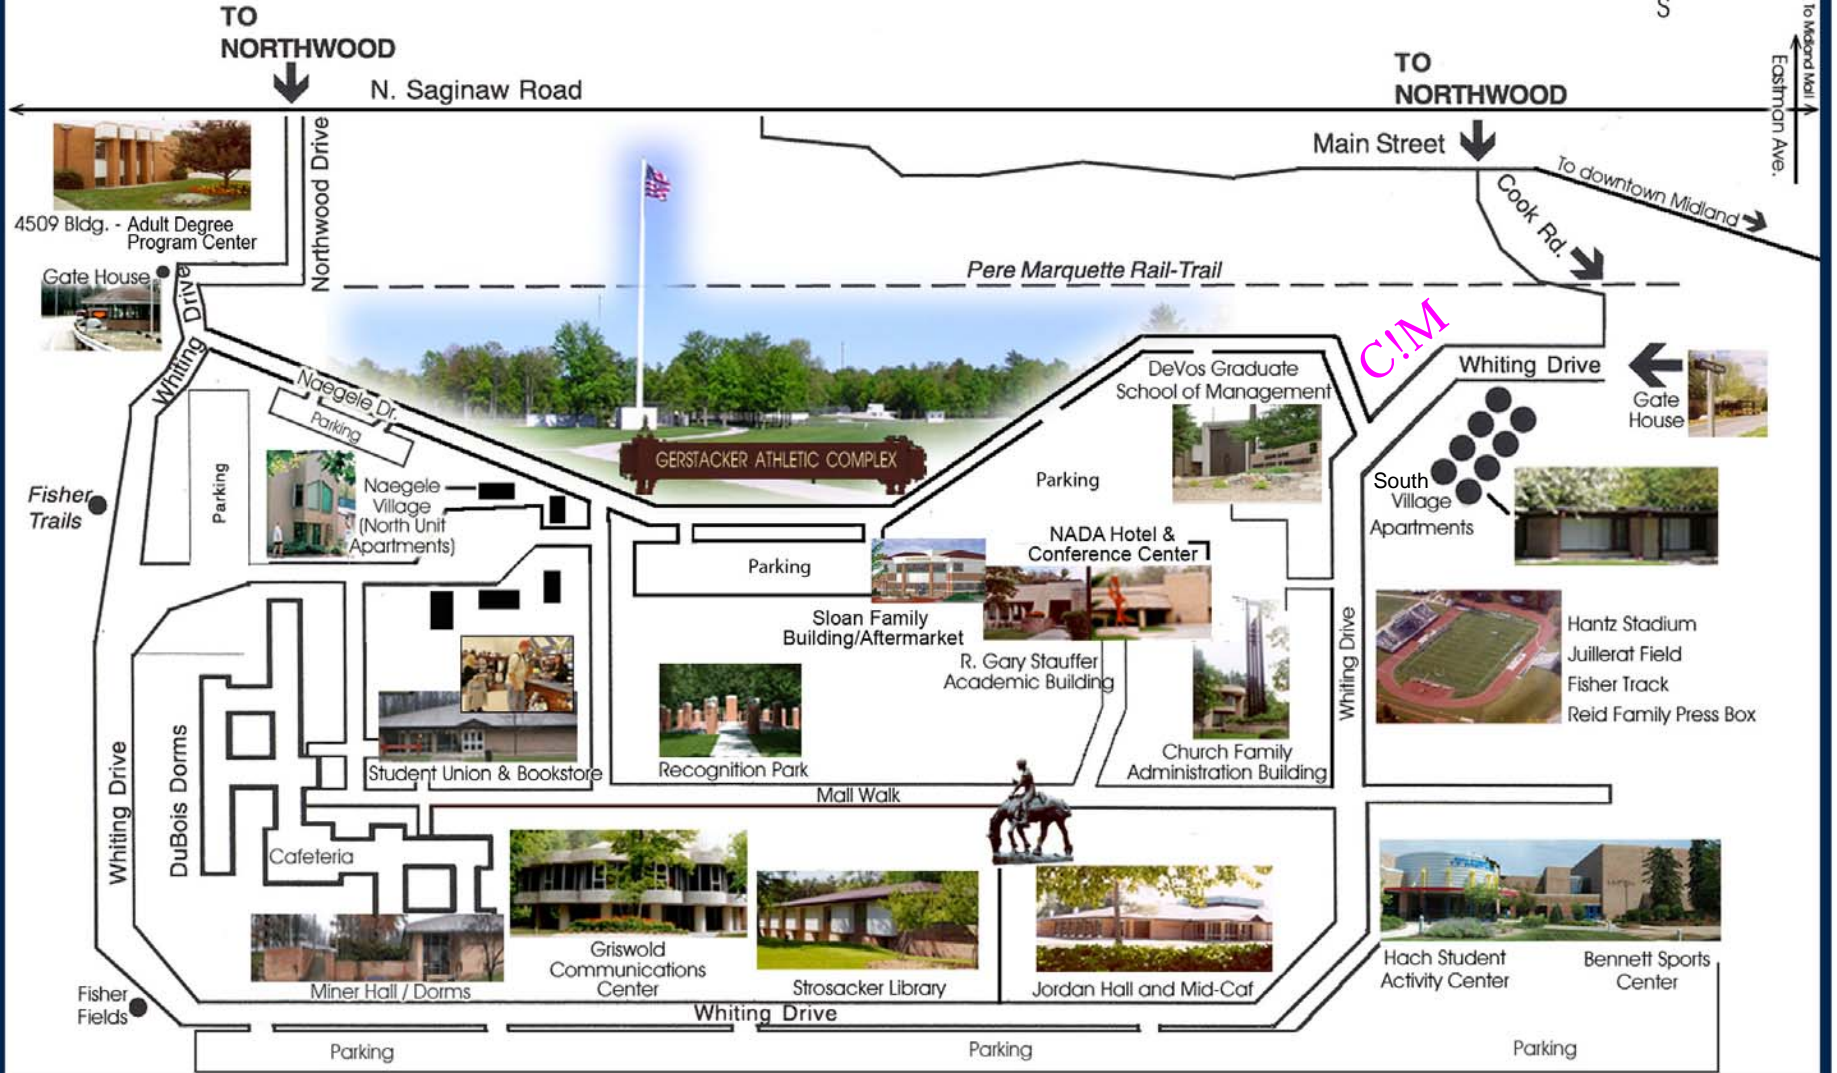 S
TO
NORTHWOOD
N. Saginaw Road
TO
NORTHWOOD
To Midland Mall
Eastman Ave.
Main Street
To downtown Midland
Cook Rd.
Northwood Drive
4509 Bldg. - Adult Degree
Program Center
Gate House
Whiting Drive
Pere Marquette Rail-Trail
C!M
Whiting Drive
Gate
House
DeVos Graduate
School of Management
Naegele Dr.
Parking
Parking
GERSTACKER ATHLETIC COMPLEX
Parking
Fisher
Trails
Naegele
Village
(North Unit
Apartments)
South
Village
Apartments
NADA Hotel &
Conference Center
Parking
Sloan Family
Building/Aftermarket
R. Gary Stauffer
Academic Building
Hantz Stadium
Juillerat Field
Fisher Track
Reid Family Press Box
Whiting Drive
Whiting Drive
DuBois Dorms
Student Union & Bookstore
Recognition Park
Church Family
Administration Building
Mall Walk
Cafeteria
Miner Hall / Dorms
Griswold
Communications
Center
Strosacker Library
Jordan Hall and Mid-Caf
Hach Student
Activity Center
Bennett Sports
Center
Fisher
Fields
Whiting Drive
Parking
Parking
Parking